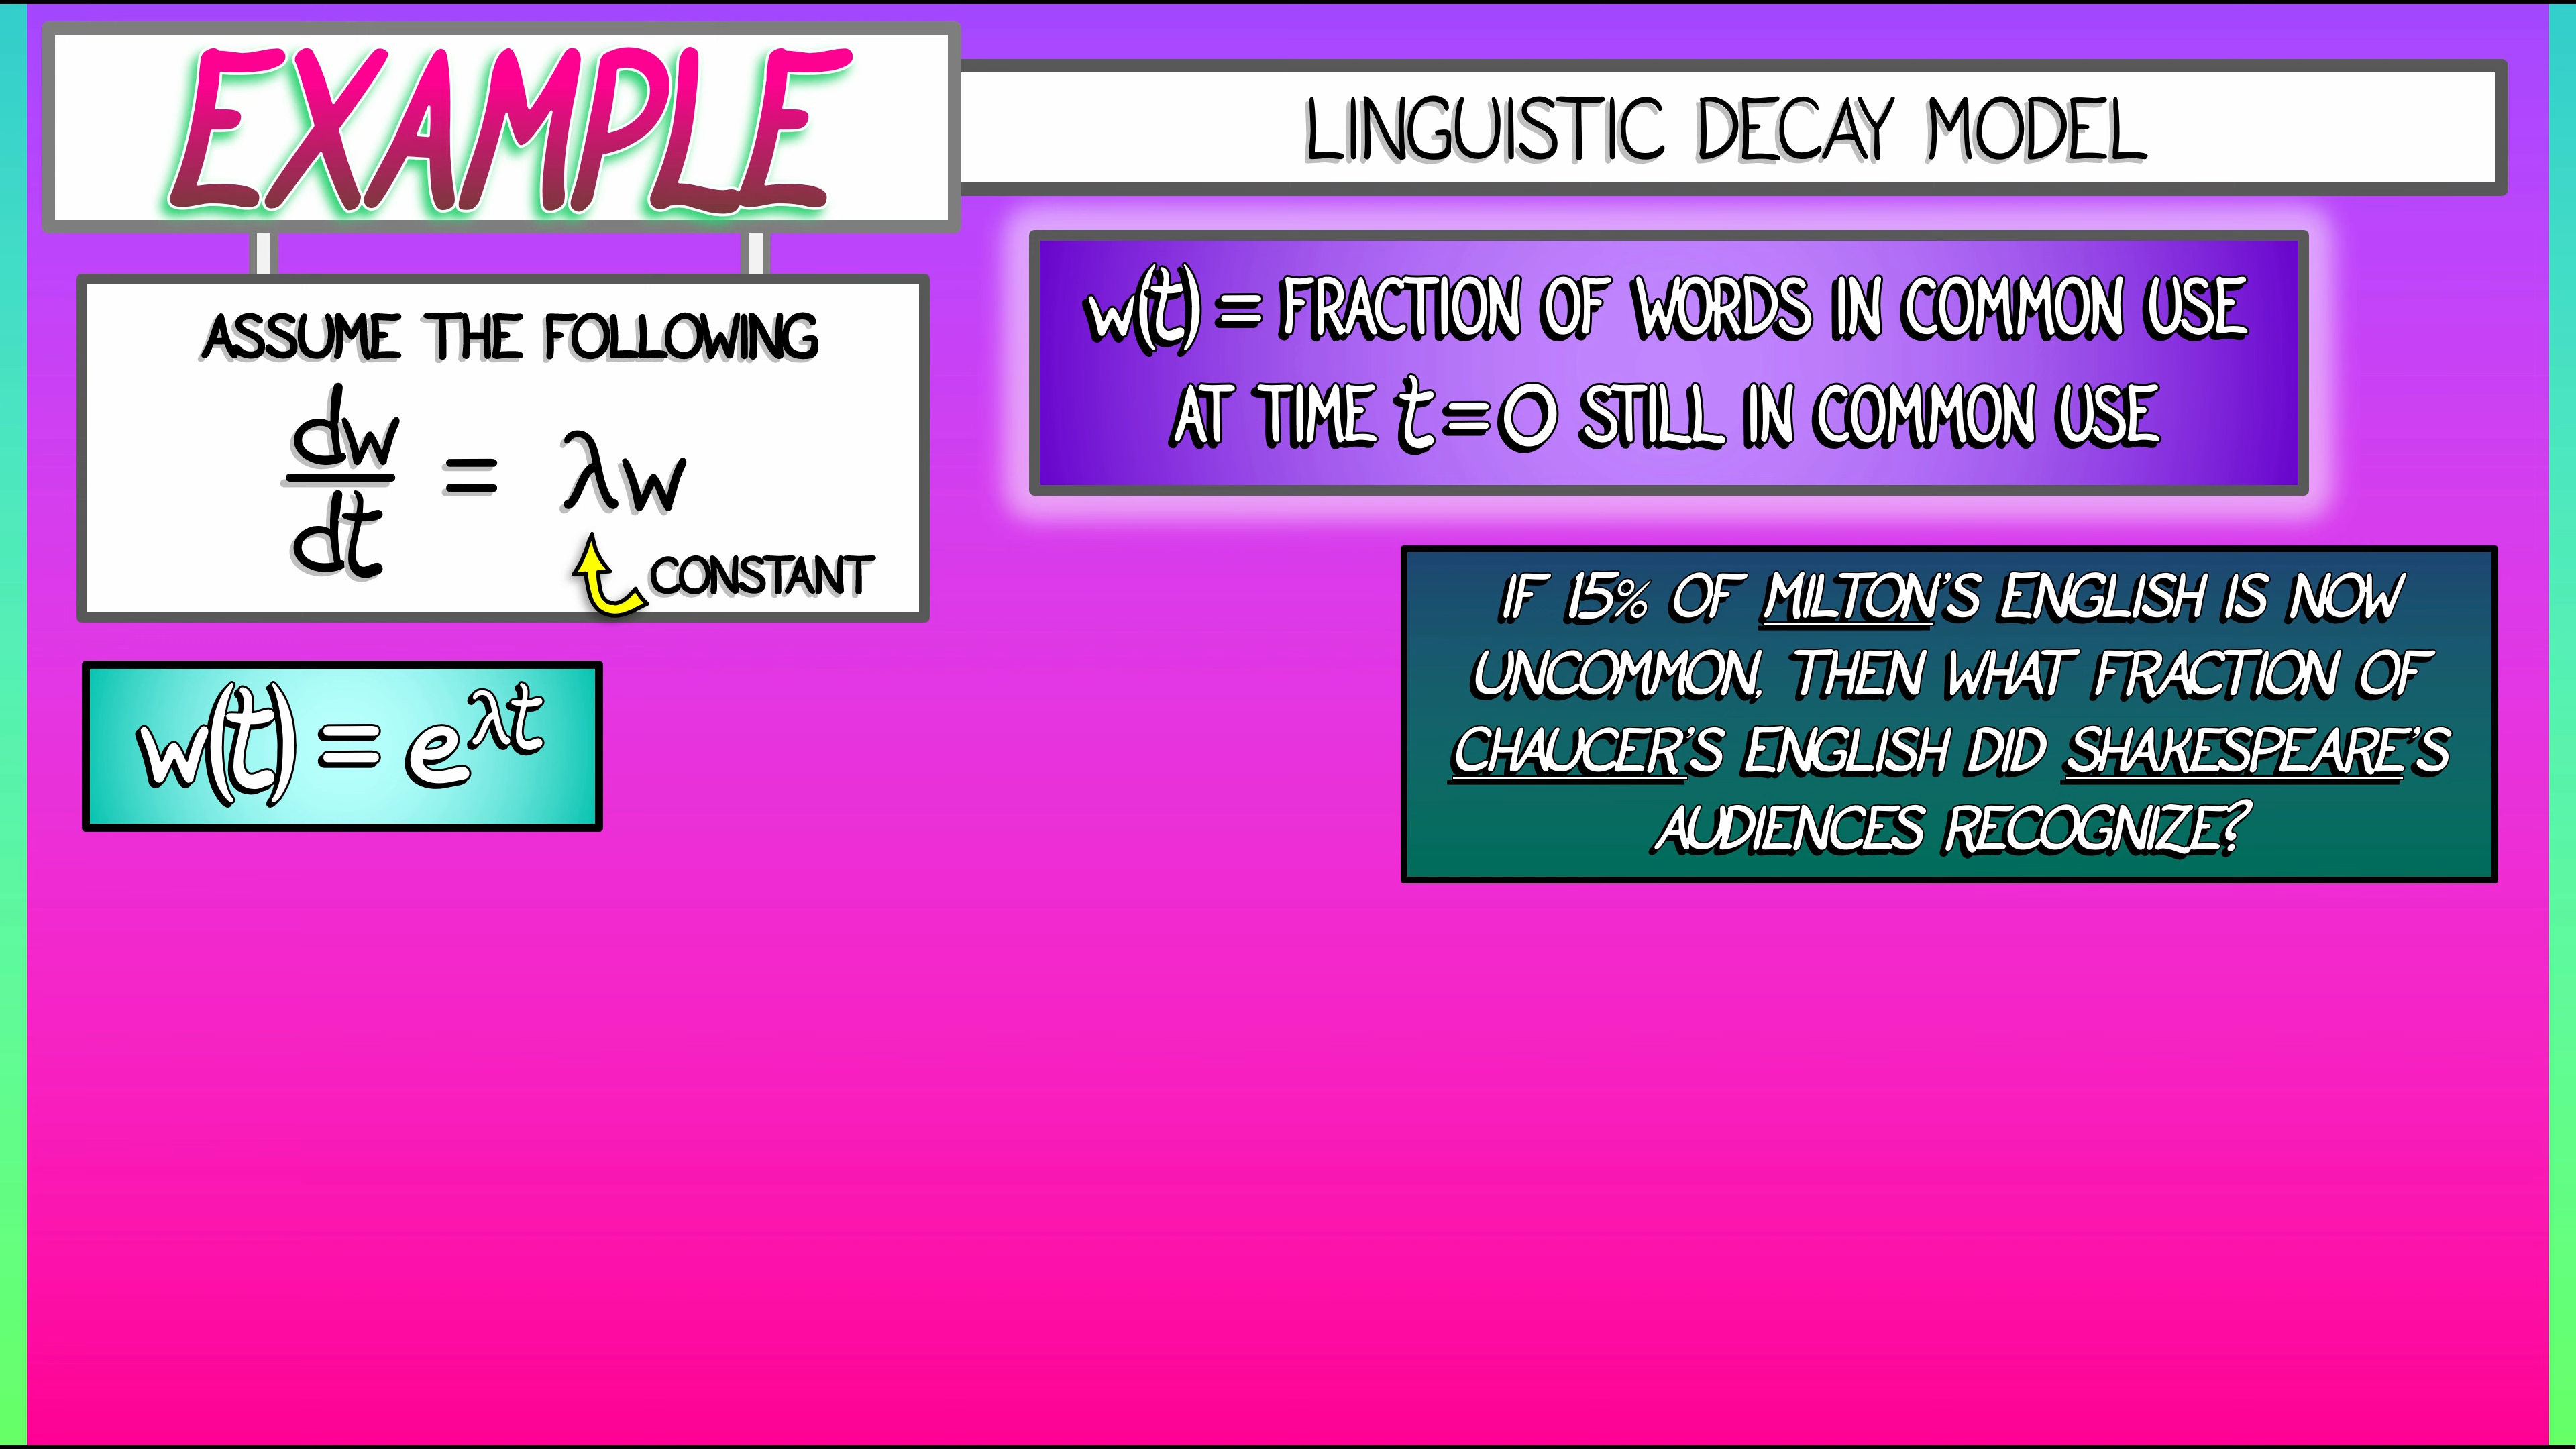 EXAMPLE
LINGUISTIC DECAY MODEL
ASSUME THE FOLLOWING
dw/dt = λw
CONSTANT
w(t) = FRACTION OF WORDS IN COMMON USE
AT TIME t=0 STILL IN COMMON USE
w(t) = e^λt
IF 15% OF MILTON'S ENGLISH IS NOW
UNCOMMON, THEN WHAT FRACTION OF
CHAUCER'S ENGLISH DID SHAKESPEARE'S
AUDIENCES RECOGNIZE?